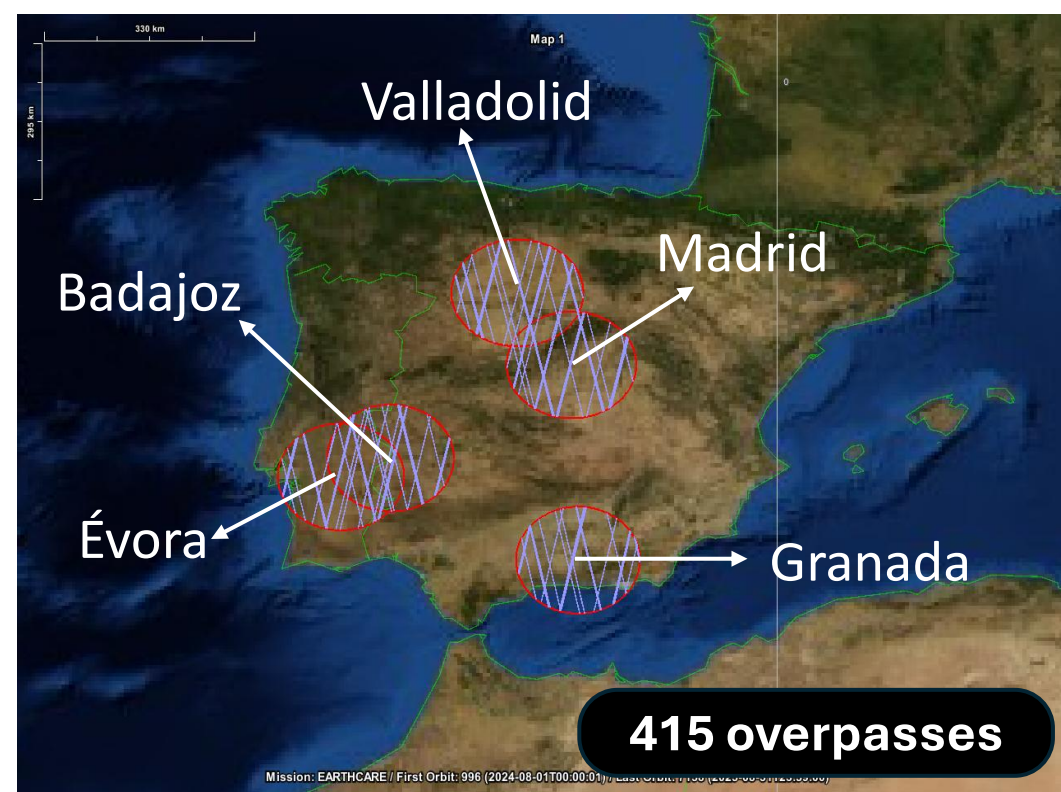 330 km
Map 1
295 km
0
Valladolid
Madrid
Badajoz
Évora
Granada
415 overpasses
Mission: EARTHCARE / First Orbit: 996 (2024-08-01T00:00:01) / Last Orbit: